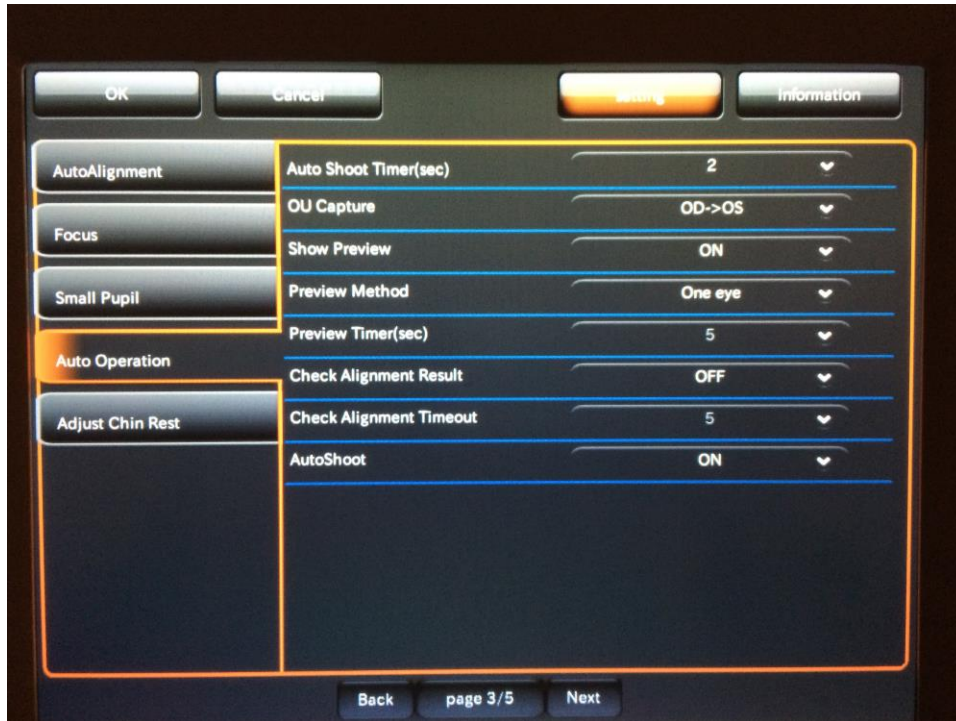 OK Cancel Setting Information
AutoAlignment
Focus
Small Pupil
Auto Operation
Adjust Chin Rest
Auto Shoot Timer(sec) 2
OU Capture OD->OS
Show Preview ON
Preview Method One eye
Preview Timer(sec) 5
Check Alignment Result OFF
Check Alignment Timeout 5
AutoShoot ON
Back page 3/5 Next